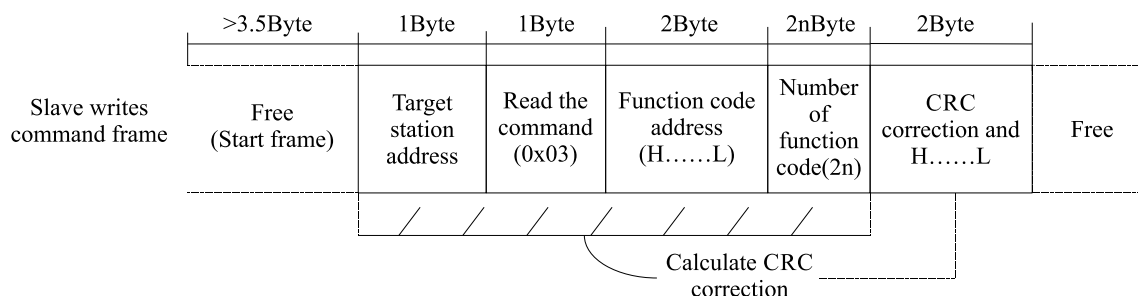 >3.5Byte 1Byte 1Byte 2Byte 2nByte 2Byte
Slave writes
command frame
Free
(Start frame)
Target
station
address
Read the
command
(0x03)
Function code
address
(H……L)
Number
of
function
code(2n)
CRC
correction and
H……L
Free
Calculate CRC
correction